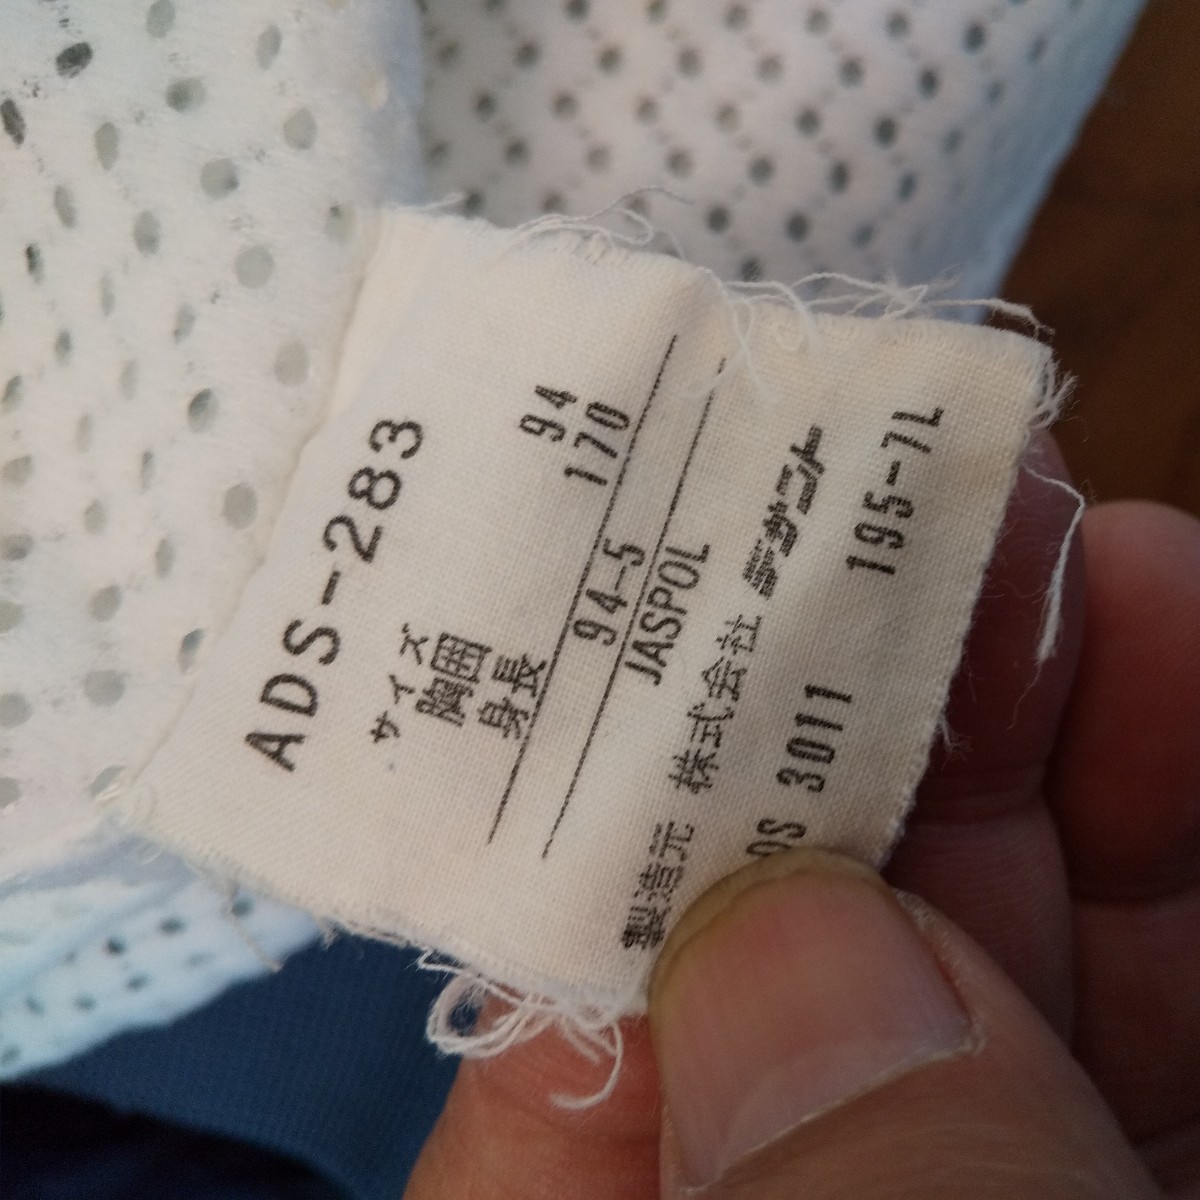 ADS-283
サイズ
胸囲 94
身長 170
94-5
JASPOL
製造元 株式会社 デサント
DS 3011 195-7L